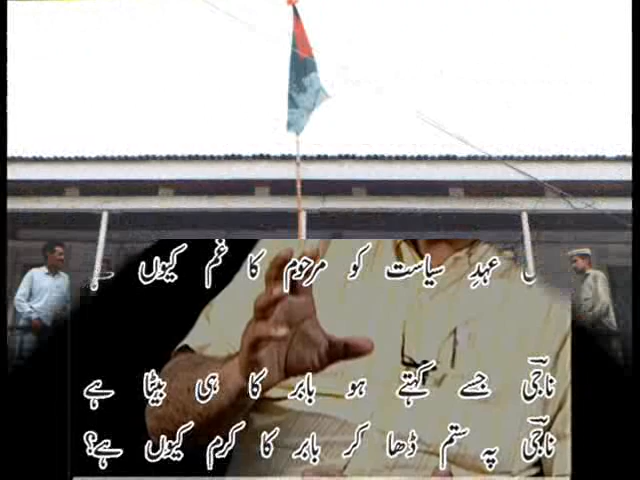 عہدِ سیاست کو مرحوم کا غم کیوں ہے
ناجیؔ جسے کہتے ہو بابر کا ہی بیٹا ہے
ناجیؔ پہ ستم ڈھا کر بابر کا کرم کیوں ہے؟